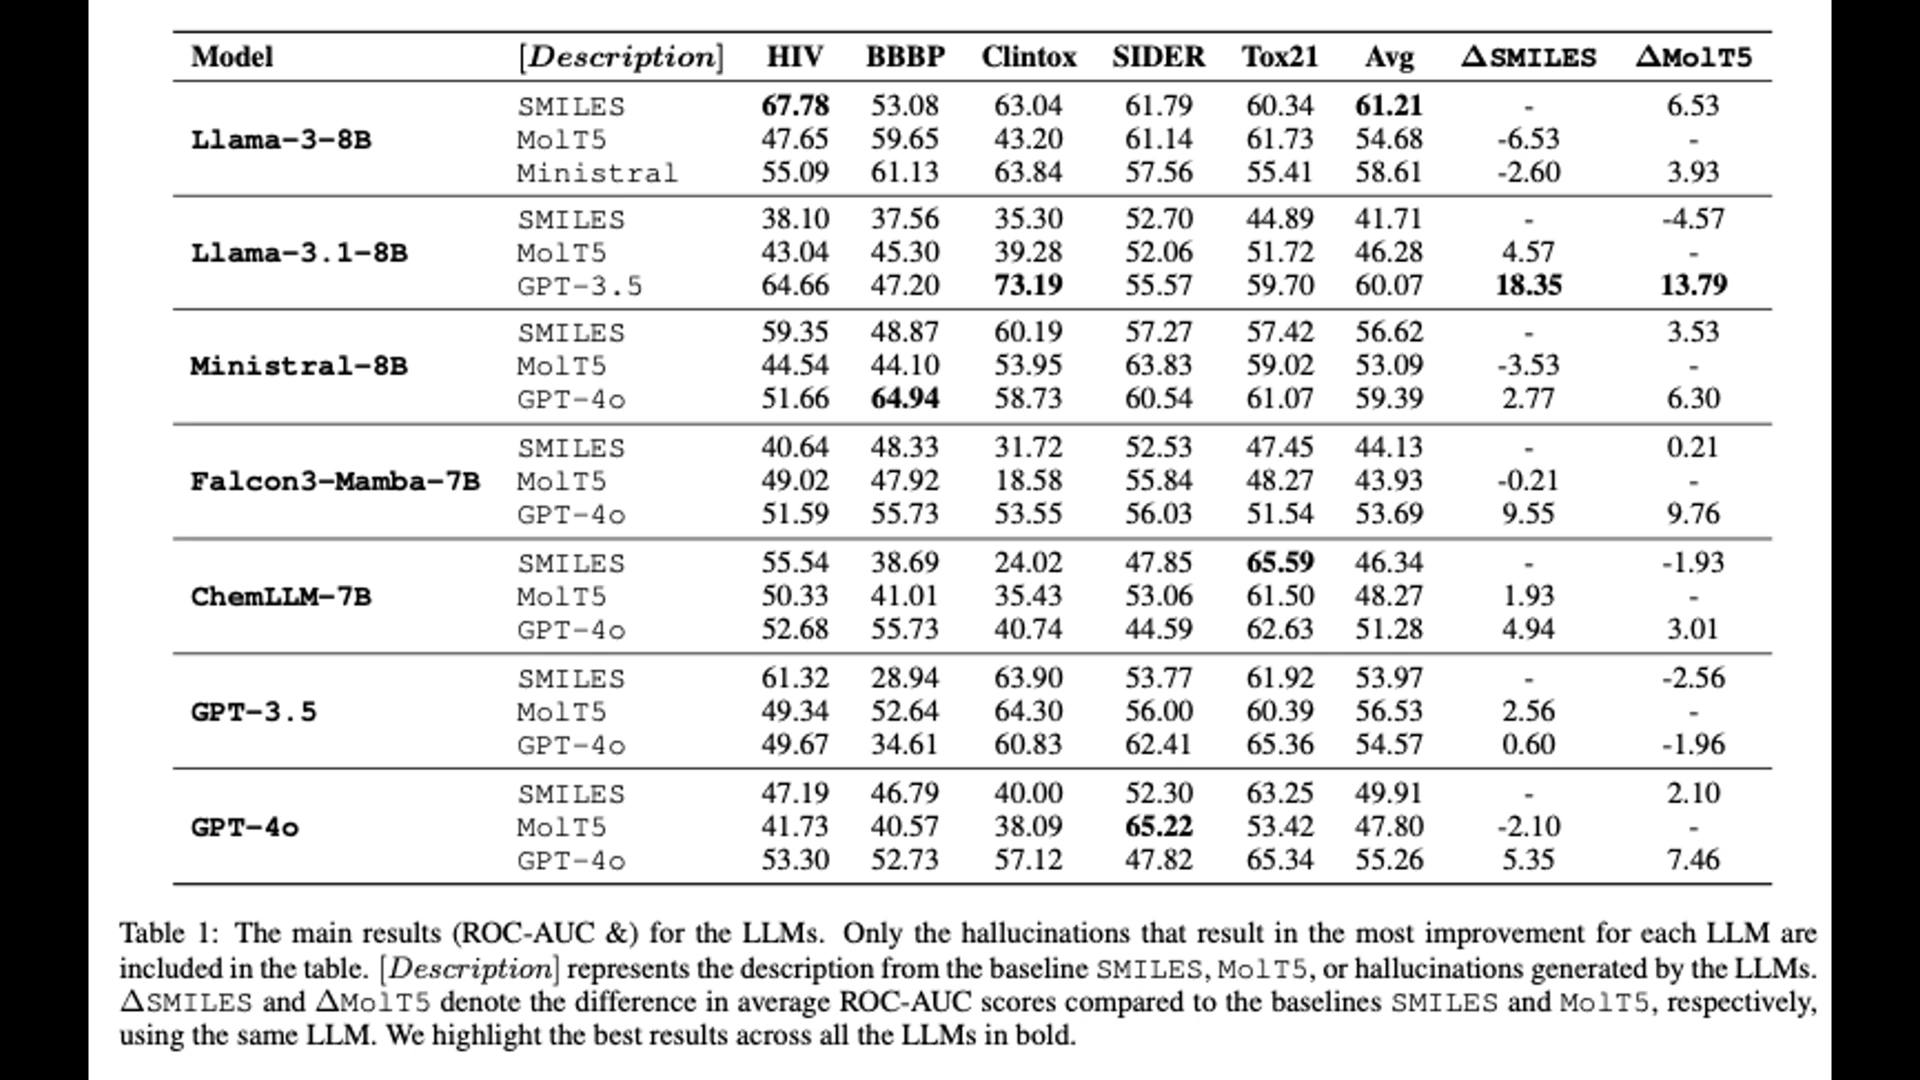 Model [Description] HIV BBBP Clintox SIDER Tox21 Avg ΔSMILES ΔMolT5
SMILES 67.78 53.08 63.04 61.79 60.34 61.21 - 6.53
Llama-3-8B MolT5 47.65 59.65 43.20 61.14 61.73 54.68 -6.53 -
Ministral 55.09 61.13 63.84 57.56 55.41 58.61 -2.60 3.93
SMILES 38.10 37.56 35.30 52.70 44.89 41.71 - -4.57
Llama-3.1-8B MolT5 43.04 45.30 39.28 52.06 51.72 46.28 4.57 -
GPT-3.5 64.66 47.20 73.19 55.57 59.70 60.07 18.35 13.79
SMILES 59.35 48.87 60.19 57.27 57.42 56.62 - 3.53
Ministral-8B MolT5 44.54 44.10 53.95 63.83 59.02 53.09 -3.53 -
GPT-4o 51.66 64.94 58.73 60.54 61.07 59.39 2.77 6.30
SMILES 40.64 48.33 31.72 52.53 47.45 44.13 - 0.21
Falcon3-Mamba-7B MolT5 49.02 47.92 18.58 55.84 48.27 43.93 -0.21 -
GPT-4o 51.59 55.73 53.55 56.03 51.54 53.69 9.55 9.76
SMILES 55.54 38.69 24.02 47.85 65.59 46.34 - -1.93
ChemLLM-7B MolT5 50.33 41.01 35.43 53.06 61.50 48.27 1.93 -
GPT-4o 52.68 55.73 40.74 44.59 62.63 51.28 4.94 3.01
SMILES 61.32 28.94 63.90 53.77 61.92 53.97 - -2.56
GPT-3.5 MolT5 49.34 52.64 64.30 56.00 60.39 56.53 2.56 -
GPT-4o 49.67 34.61 60.83 62.41 65.36 54.57 0.60 -1.96
SMILES 47.19 46.79 40.00 52.30 63.25 49.91 - 2.10
GPT-4o MolT5 41.73 40.57 38.09 65.22 53.42 47.80 -2.10 -
GPT-4o 53.30 52.73 57.12 47.82 65.34 55.26 5.35 7.46
Table 1: The main results (ROC-AUC &) for the LLMs. Only the hallucinations that result in the most improvement for each LLM are
included in the table. [Description] represents the description from the baseline SMILES, MolT5, or hallucinations generated by the LLMs.
ΔSMILES and ΔMolT5 denote the difference in average ROC-AUC scores compared to the baselines SMILES and MolT5, respectively,
using the same LLM. We highlight the best results across all the LLMs in bold.